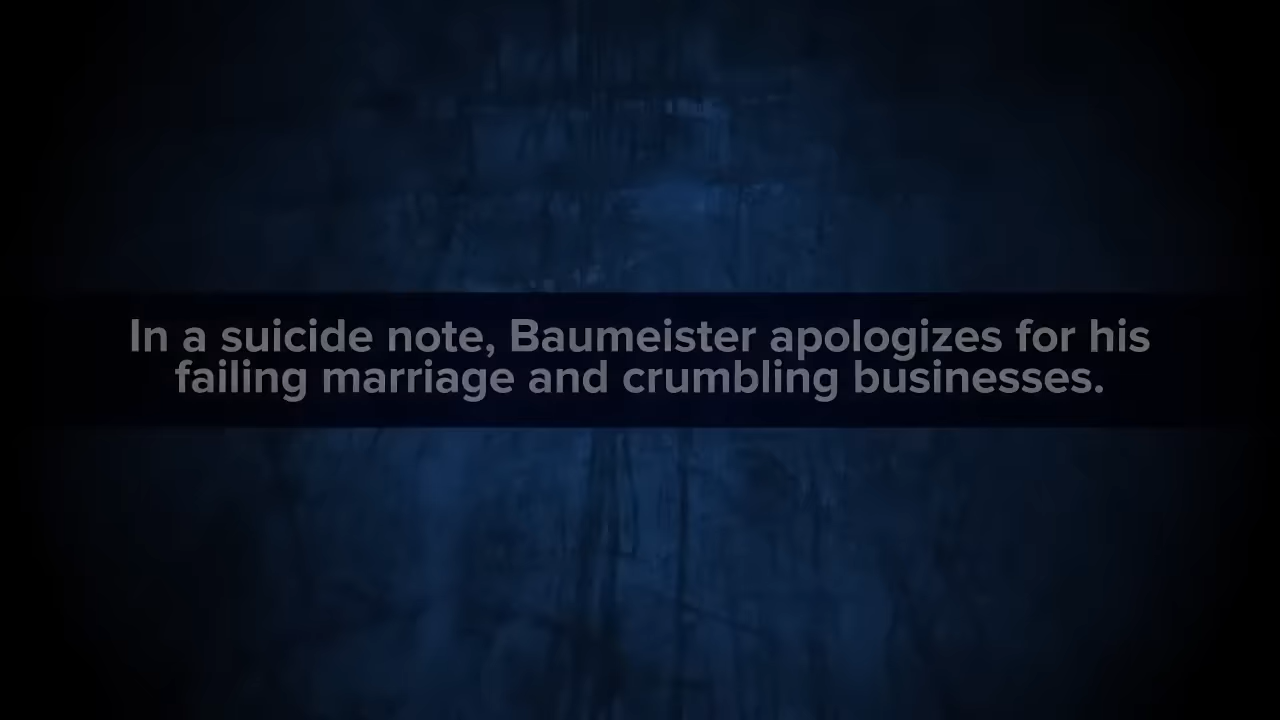 In a suicide note, Baumeister apologizes for his
failing marriage and crumbling businesses.